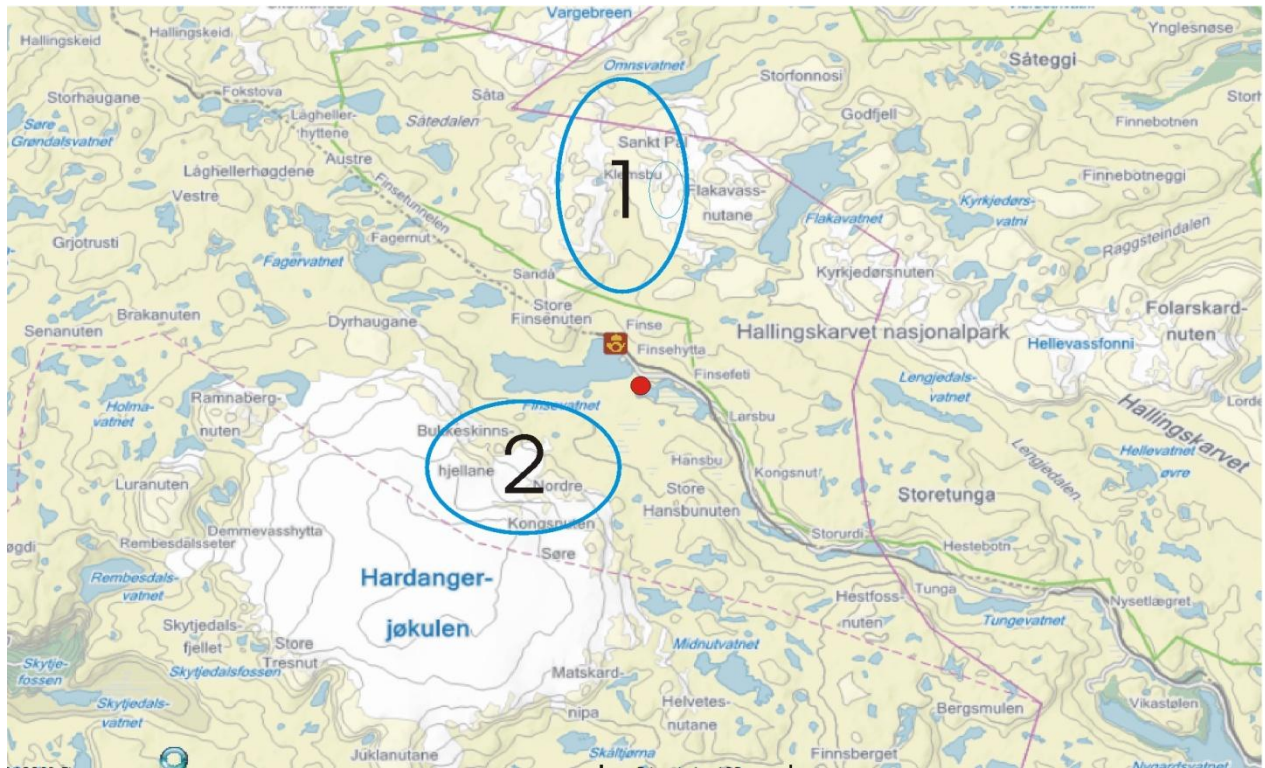 Vargebreen
Hallingskeid
Hallingskeid
Ynglesnøse
Såteggi
Omnsvatnet
Storfonnosi
Storhaugane
Fokstova
Såta
Lågheller-
hyttene
Såtedalen
Godfjell
Finnebotnen
Søre
Grøndalsvatnet
Sankt Pål
Austre
Låghellerhøgdene
Klemsbu
1
Vestre
Finsetunnelen
Flakavass-
nutane
Finnebotneggi
Kyrkjedørs-
vatni
Flakavatnet
Grjotrusti
Fagernut
Fagervatnet
Raggsteindalen
Sandå
Kyrkjedørsnuten
Store
Finsenuten
Folarskard-
nuten
Brakanuten
Senanuten
Dyrhaugane
Finse
Hallingskarvet nasjonalpark
Hellevassfonni
Finsehytta
Finsefeti
Lengjedals-
vatnet
Ramnaberg-
nuten
Holma-
vatnet
Finsevatnet
Larsbu
Hallingskarvet
Bukkeskinns-
hjellane
2
Nordre
Hansbu
Kongsnut
Lengjedalen
Hellevatnet
øvre
Luranuten
Store
Hansbunuten
Storetunga
Kongsnuten
Søre
Demmevasshytta
Rembesdalsseter
Storurdi
Hestebotn
Rembesdals-
vatnet
Hardanger-
jøkulen
Hestfoss-
nuten
Tunga
Nysetlægret
Tungevatnet
Skytjedals-
fjellet
Store
Tresnut
Midnutvatnet
Skytje-
fossen
Skytjedalsfossen
Matskard-
nipa
Skytjedals-
vatnet
Helvetes-
nutane
Bergsmulen
Vikastølen
Juklanutane
Skåltjørna
Finnsberget
Nygardsvatnet